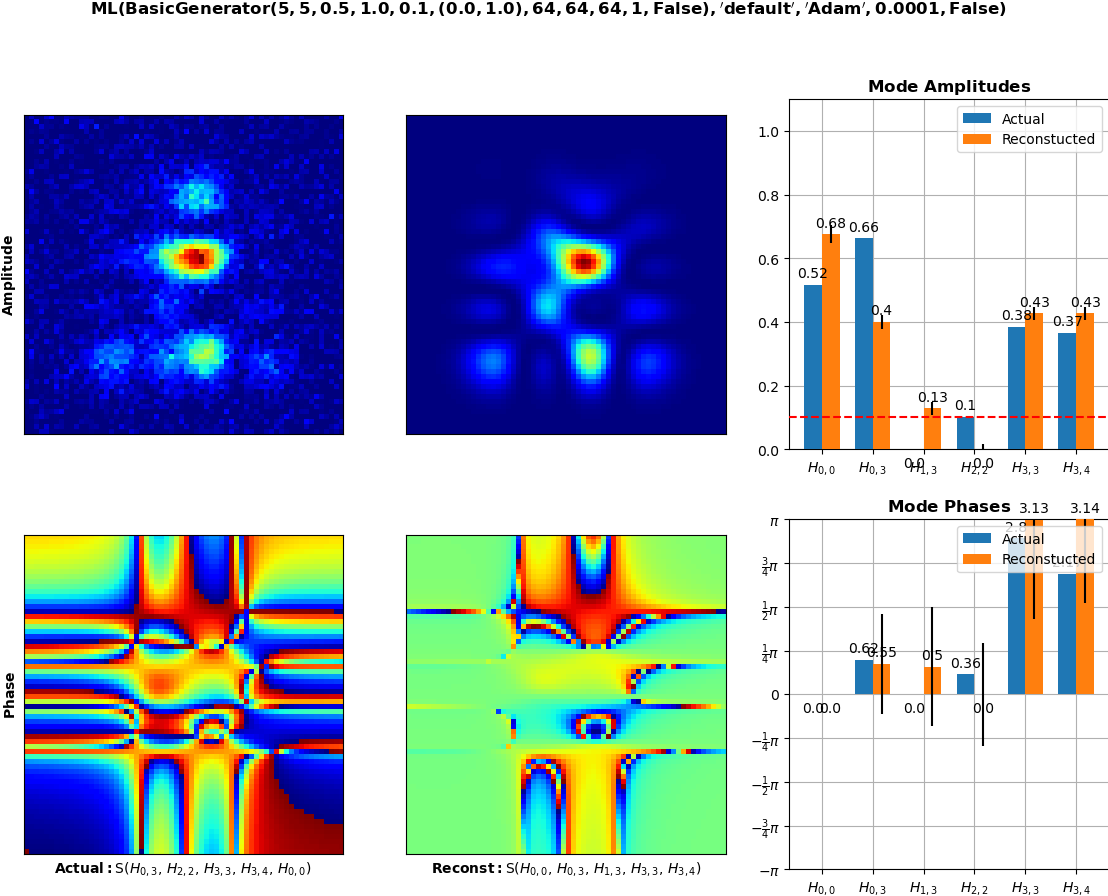 ML(BasicGenerator(5, 5, 0.5, 1.0, 0.1, (0.0, 1.0), 64, 64, 64, 1, False), 'default', 'Adam', 0.0001, False)
Mode Amplitudes
Actual
Reconstucted
1.0
0.8
0.6
0.4
0.2
0.0
0.52
0.68
0.66
0.4
0.0
0.13
0.1
0.0
0.38
0.43
0.37
0.43
H0,0
H0,3
H1,3
H2,2
H3,3
H3,4
Amplitude
Mode Phases
Actual
Reconstucted
π
3/4π
1/2π
1/4π
0
−1/4π
−1/2π
−3/4π
−π
0.0
0.0
0.62
0.55
0.0
0.5
0.36
0.0
2.8
3.13
3.14
H0,0
H0,3
H1,3
H2,2
H3,3
H3,4
Phase
Actual: S(H0,3, H2,2, H3,3, H3,4, H0,0)
Reconst: S(H0,0, H0,3, H1,3, H3,3, H3,4)